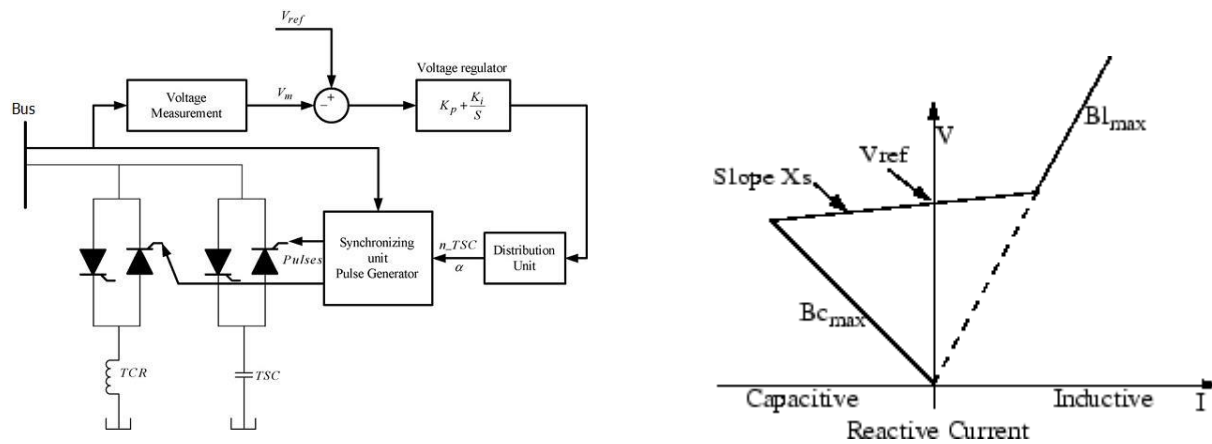 V_ref
Voltage regulator
Bus
Voltage
Measurement
V_m
+
−
K_p + K_i / S
Synchronizing
unit
Pulse Generator
Pulses
n_TSC
α
Distribution
Unit
TCR
TSC
V
Bl_max
Vref
Slope Xs
Bc_max
Capacitive
Inductive
I
Reactive Current